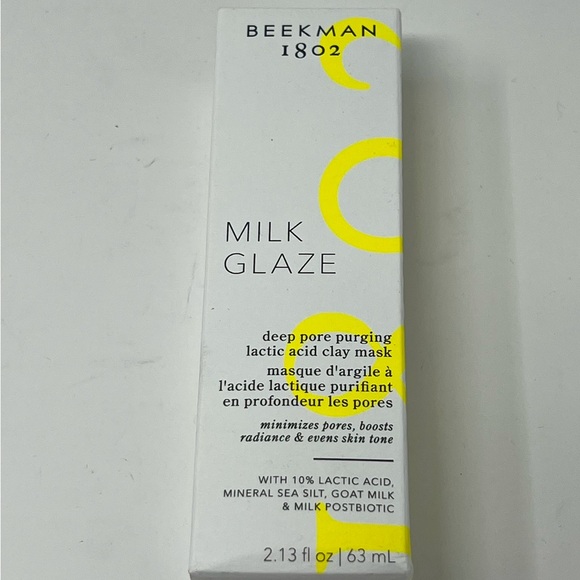 BEEKMAN
1802
MILK
GLAZE
deep pore purging
lactic acid clay mask
masque d'argile à
l'acide lactique purifiant
en profondeur les pores
minimizes pores, boosts
radiance & evens skin tone
WITH 10% LACTIC ACID,
MINERAL SEA SILT, GOAT MILK
& MILK POSTBIOTIC
2.13 fl oz | 63 mL